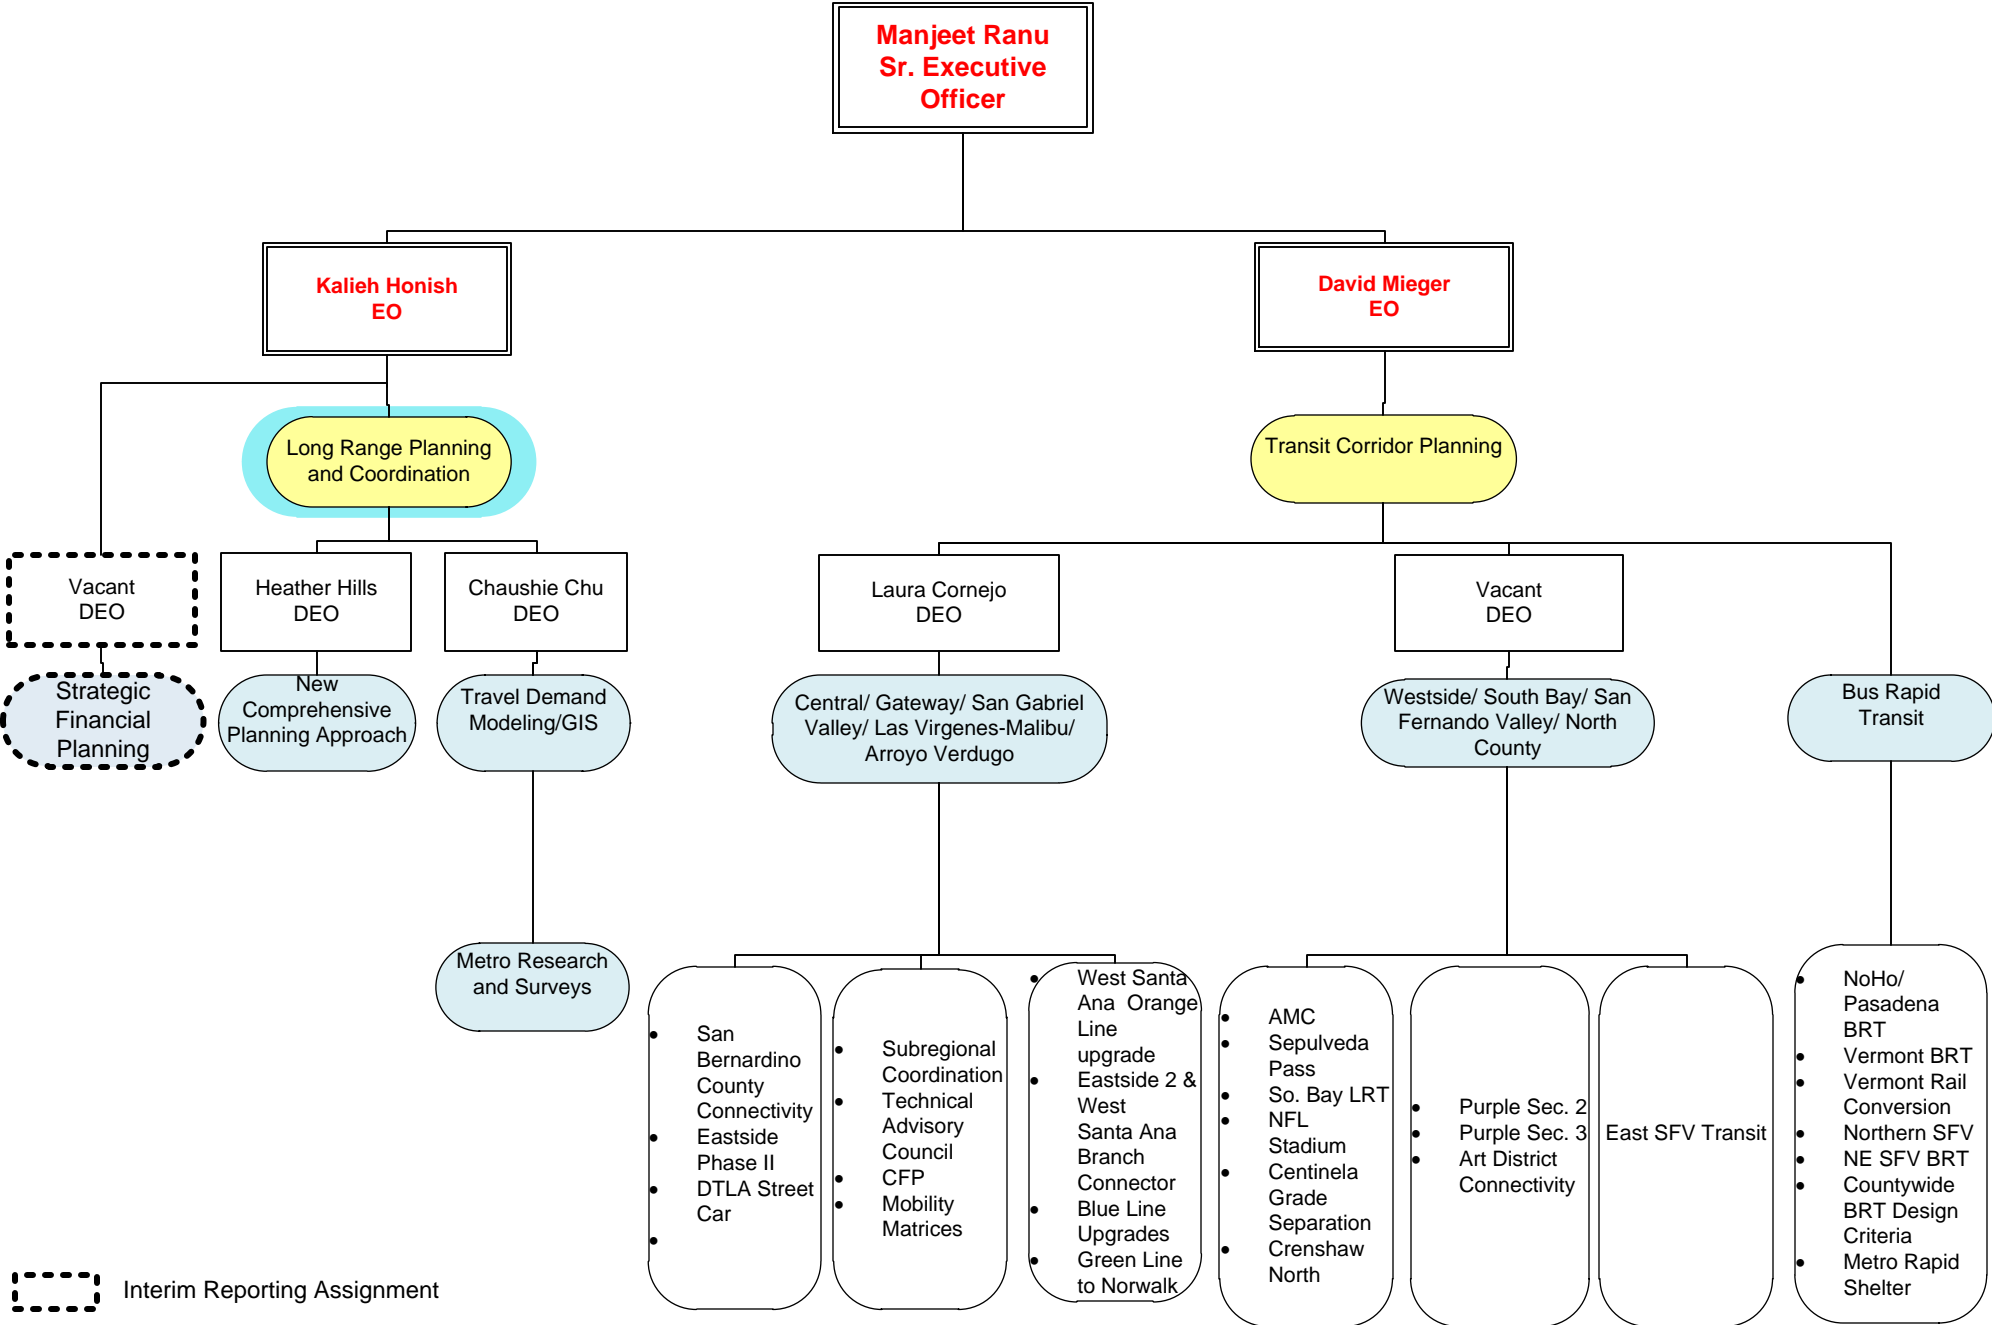 Manjeet Ranu
Sr. Executive
Officer
Kalieh Honish
EO
David Mieger
EO
Long Range Planning
and Coordination
Transit Corridor Planning
Vacant
DEO
Heather Hills
DEO
Chaushie Chu
DEO
Laura Cornejo
DEO
Vacant
DEO
Strategic
Financial
Planning
New
Comprehensive
Planning Approach
Travel Demand
Modeling/GIS
Central/ Gateway/ San Gabriel
Valley/ Las Virgenes-Malibu/
Arroyo Verdugo
Westside/ South Bay/ San
Fernando Valley/ North
County
Bus Rapid
Transit
Metro Research
and Surveys
• San
Bernardino
County
Connectivity
• Eastside
Phase II
• DTLA Street
Car
•
• Subregional
Coordination
• Technical
Advisory
Council
• CFP
• Mobility
Matrices
• West Santa
Ana Orange
Line
upgrade
• Eastside 2 &
West
Santa Ana
Branch
Connector
• Blue Line
Upgrades
• Green Line
to Norwalk
• AMC
• Sepulveda
Pass
• So. Bay LRT
• NFL
Stadium
• Centinela
Grade
Separation
• Crenshaw
North
• Purple Sec. 2
• Purple Sec. 3
• Art District
Connectivity
East SFV Transit
• NoHo/
Pasadena
BRT
• Vermont BRT
• Vermont Rail
Conversion
• Northern SFV
• NE SFV BRT
• Countywide
BRT Design
Criteria
• Metro Rapid
Shelter
Interim Reporting Assignment